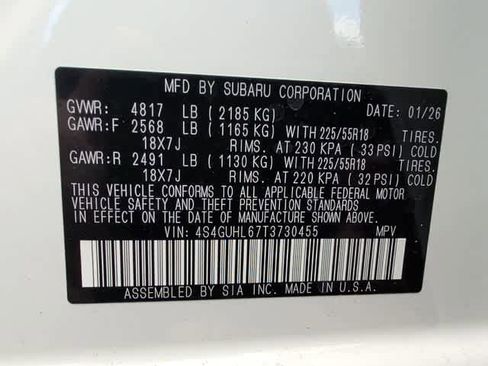 MFD BY SUBARU CORPORATION
GVWR: 4817 LB (2185 KG) DATE: 01/26
GAWR:F 2568 LB (1165 KG) WITH 225/55R18 TIRES.
18X7J RIMS. AT 230 KPA (33 PSI) COLD
GAWR:R 2491 LB (1130 KG) WITH 225/55R18 TIRES.
18X7J RIMS. AT 220 KPA (32 PSI) COLD
THIS VEHICLE CONFORMS TO ALL APPLICABLE FEDERAL MOTOR
VEHICLE SAFETY AND THEFT PREVENTION STANDARDS
IN EFFECT ON THE DATE OF MANUFACTURE SHOWN ABOVE.
VIN: 4S4GUHL67T3730455 MPV
ASSEMBLED BY SIA INC. MADE IN U.S.A.